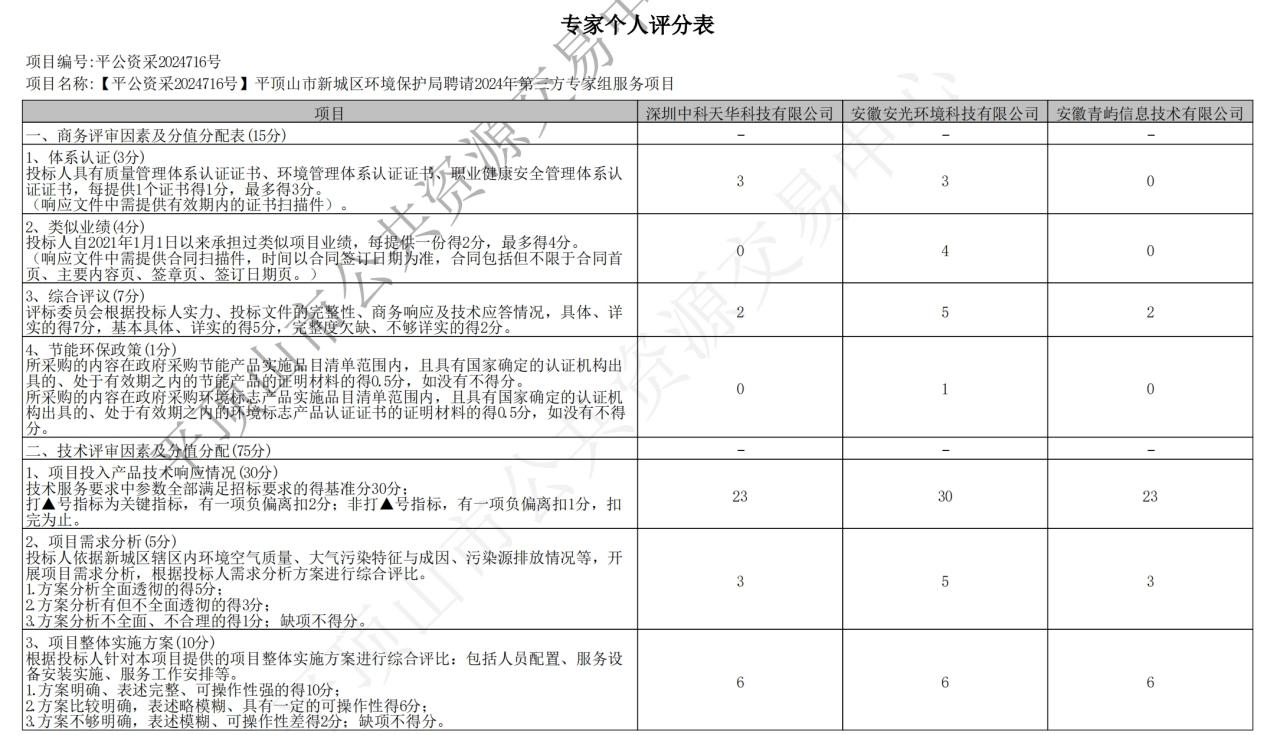 专家个人评分表
项目编号:平公资采2024716号
项目名称:【平公资采2024716号】平顶山市新城区环境保护局聘请2024年第三方专家组服务项目
项目 深圳中科天华科技有限公司 安徽安光环境科技有限公司 安徽青屿信息技术有限公司
一、商务评审因素及分值分配表(15分) － － －
1、体系认证(3分)
投标人具有质量管理体系认证证书、环境管理体系认证证书、职业健康安全管理体系认
证证书，每提供1个证书得1分，最多得3分。
（响应文件中需提供有效期内的证书扫描件）。
3 3 0
2、类似业绩(4分)
投标人自2021年1月1日以来承担过类似项目业绩，每提供一份得2分，最多得4分。
（响应文件中需提供合同扫描件，时间以合同签订日期为准，合同包括但不限于合同首
页、主要内容页、签章页、签订日期页。）
0 4 0
3、综合评议(7分)
评标委员会根据投标人实力、投标文件的完整性、商务响应及技术应答情况，具体、详
实的得7分，基本具体、详实的得5分，完整度欠缺、不够详实的得2分。
2 5 2
4、节能环保政策(1分)
所采购的内容在政府采购节能产品实施品目清单范围内，且具有国家确定的认证机构出
具的、处于有效期之内的节能产品的证明材料的得0.5分，如没有不得分。
所采购的内容在政府采购环境标志产品实施品目清单范围内，且具有国家确定的认证机
构出具的、处于有效期之内的环境标志产品认证证书的证明材料的得0.5分，如没有不得
分。
0 1 0
二、技术评审因素及分值分配(75分) － － －
1、项目投入产品技术响应情况(30分)
技术服务要求中参数全部满足招标要求的得基准分30分；
打▲号指标为关键指标，有一项负偏离扣2分；非打▲号指标，有一项负偏离扣1分，扣
完为止。
23 30 23
2、项目需求分析(5分)
投标人依据新城区辖区内环境空气质量、大气污染特征与成因、污染源排放情况等，开
展项目需求分析，根据投标人需求分析方案进行综合评比。
1.方案分析全面透彻的得5分；
2.方案分析有但不全面透彻的得3分；
3.方案分析不全面、不合理的得1分；缺项不得分。
3 5 3
3、项目整体实施方案(10分)
根据投标人针对本项目提供的项目整体实施方案进行综合评比：包括人员配置、服务设
备安装实施、服务工作安排等。
1.方案明确、表述完整、可操作性强的得10分；
2.方案比较明确，表述略模糊、具有一定的可操作性得6分；
3.方案不够明确，表述模糊、可操作性差得2分；缺项不得分。
6 6 6
平顶山市公共资源交易中
平顶山市公共资源交易中心